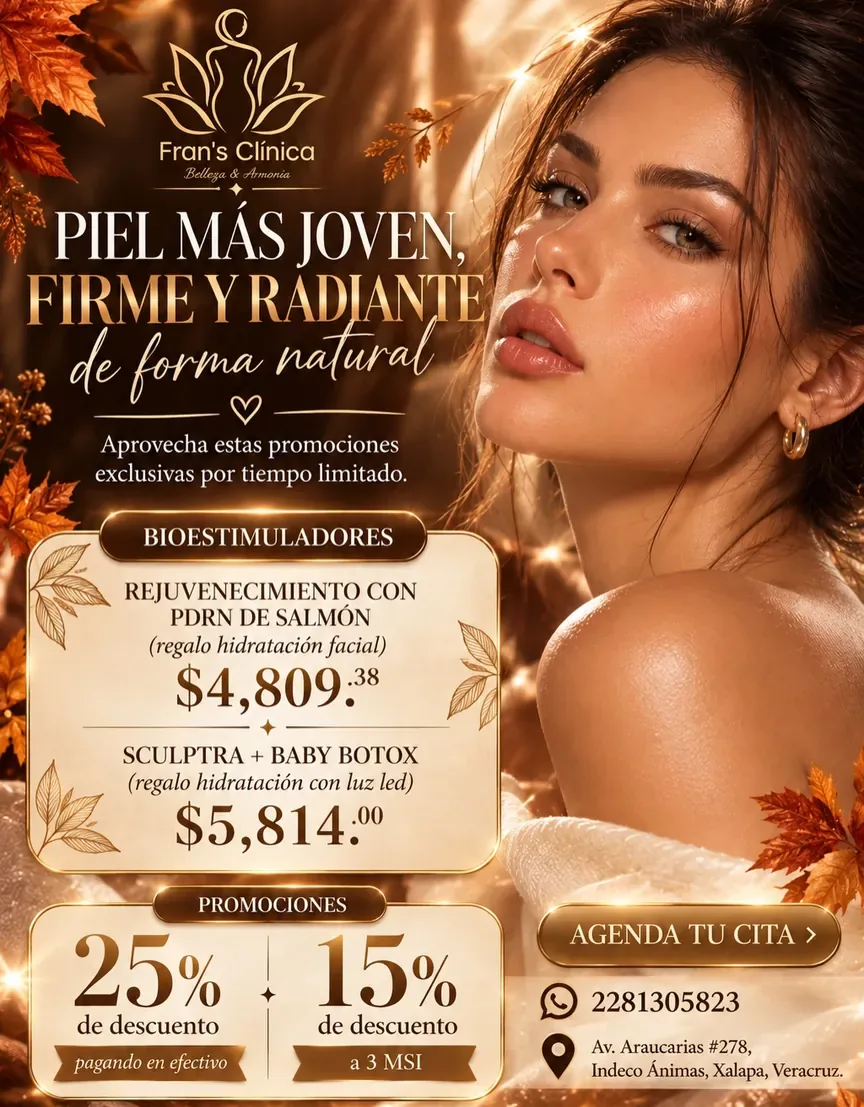 Fran's Clínica
Belleza & Armonía
PIEL MÁS JOVEN,
FIRME Y RADIANTE
de forma natural
Aprovecha estas promociones
exclusivas por tiempo limitado.
BIOESTIMULADORES
REJUVENECIMIENTO CON
PDRN DE SALMÓN
(regalo hidratación facial)
$4,809.38
SCULPTRA + BABY BOTOX
(regalo hidratación con luz led)
$5,814.00
PROMOCIONES
25%
de descuento
pagando en efectivo
15%
de descuento
a 3 MSI
AGENDA TU CITA >
2281305823
Av. Araucarias #278,
Indeco Ánimas, Xalapa, Veracruz.